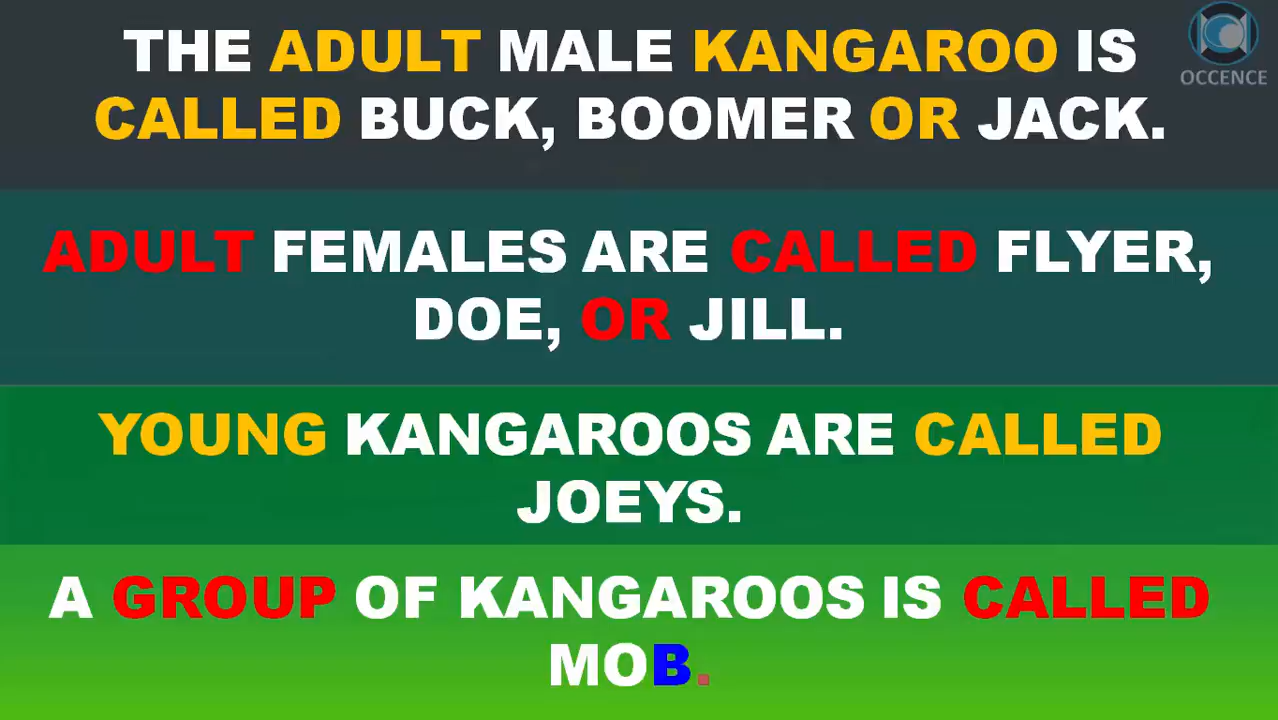 THE ADULT MALE KANGAROO IS
CALLED BUCK, BOOMER OR JACK.
OCCENCE
ADULT FEMALES ARE CALLED FLYER,
DOE, OR JILL.
YOUNG KANGAROOS ARE CALLED
JOEYS.
A GROUP OF KANGAROOS IS CALLED
MOB.